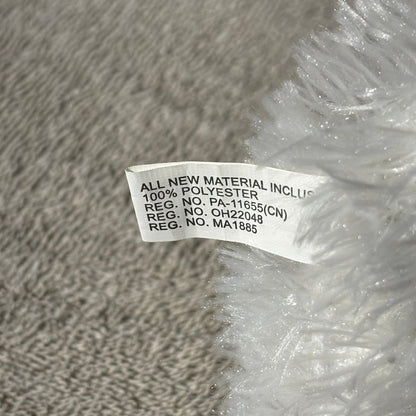 ALL NEW MATERIAL INCLUS
100% POLYESTER
REG. NO. PA-11655(CN)
REG. NO. OH22048
REG. NO. MA1885